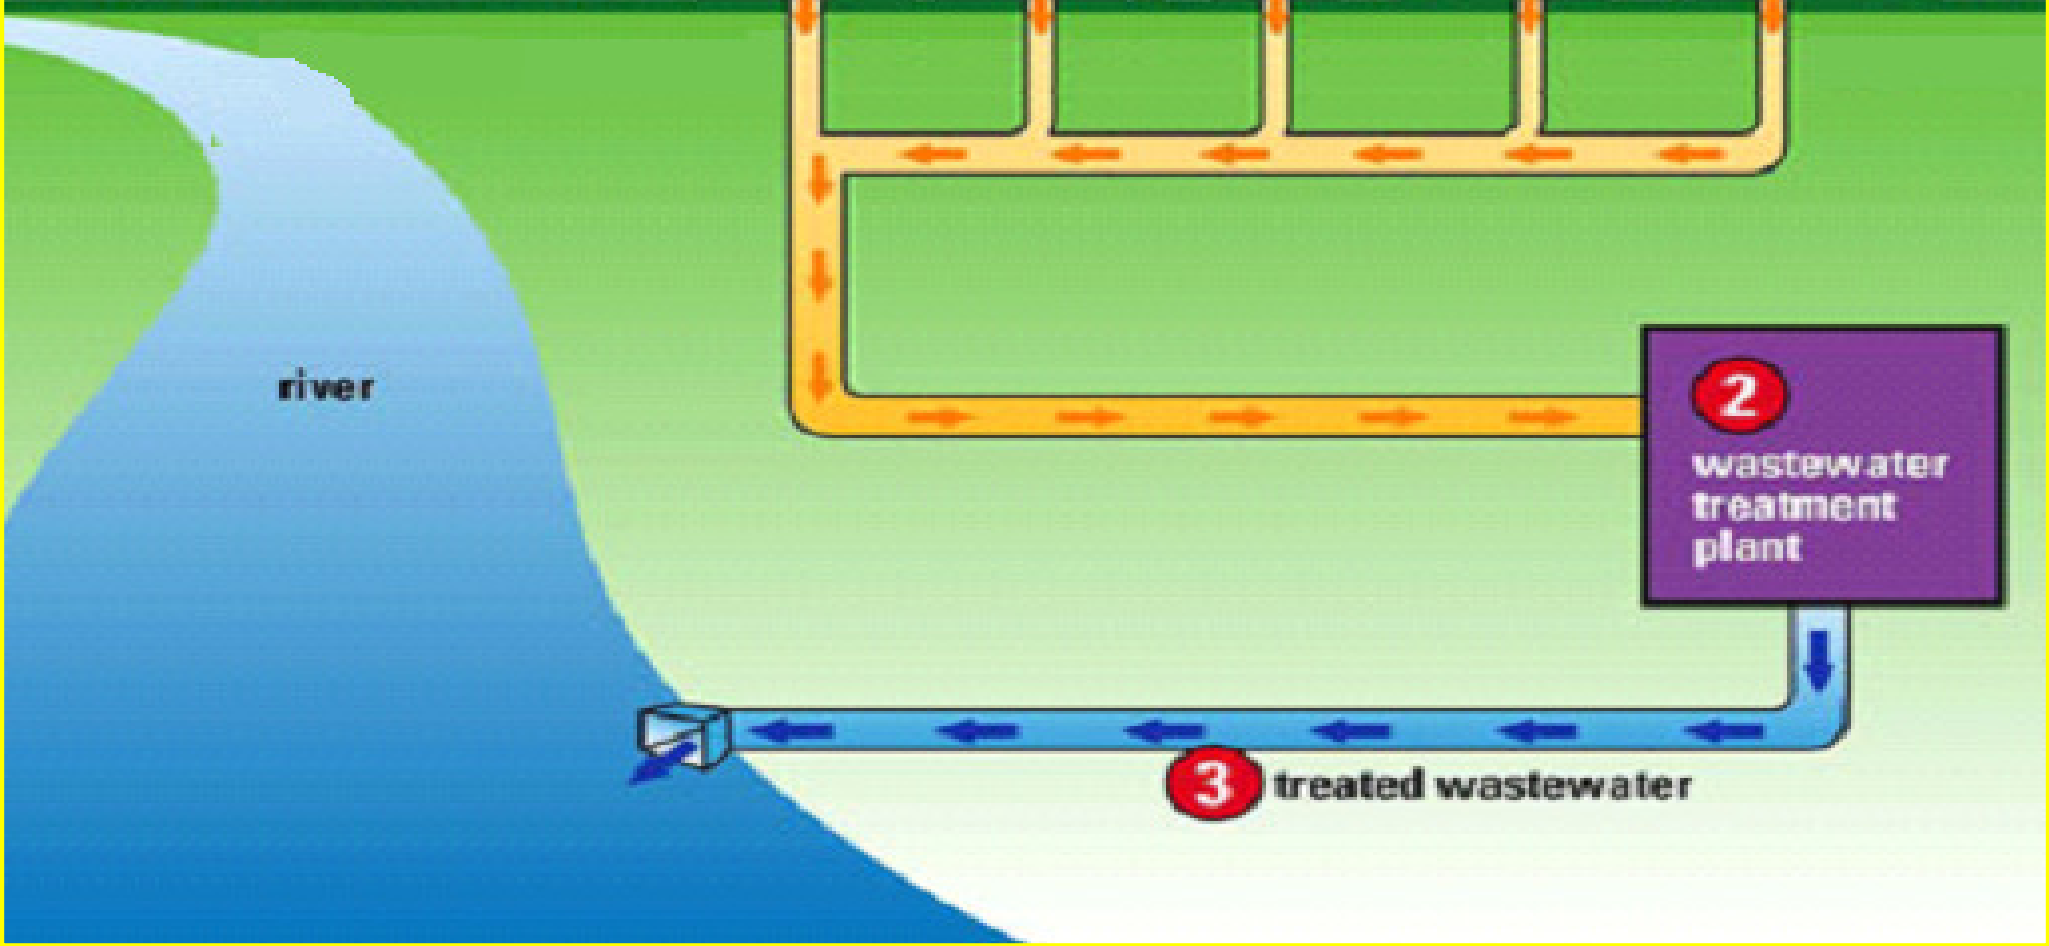 river
2
wastewater
treatment
plant
3 treated wastewater